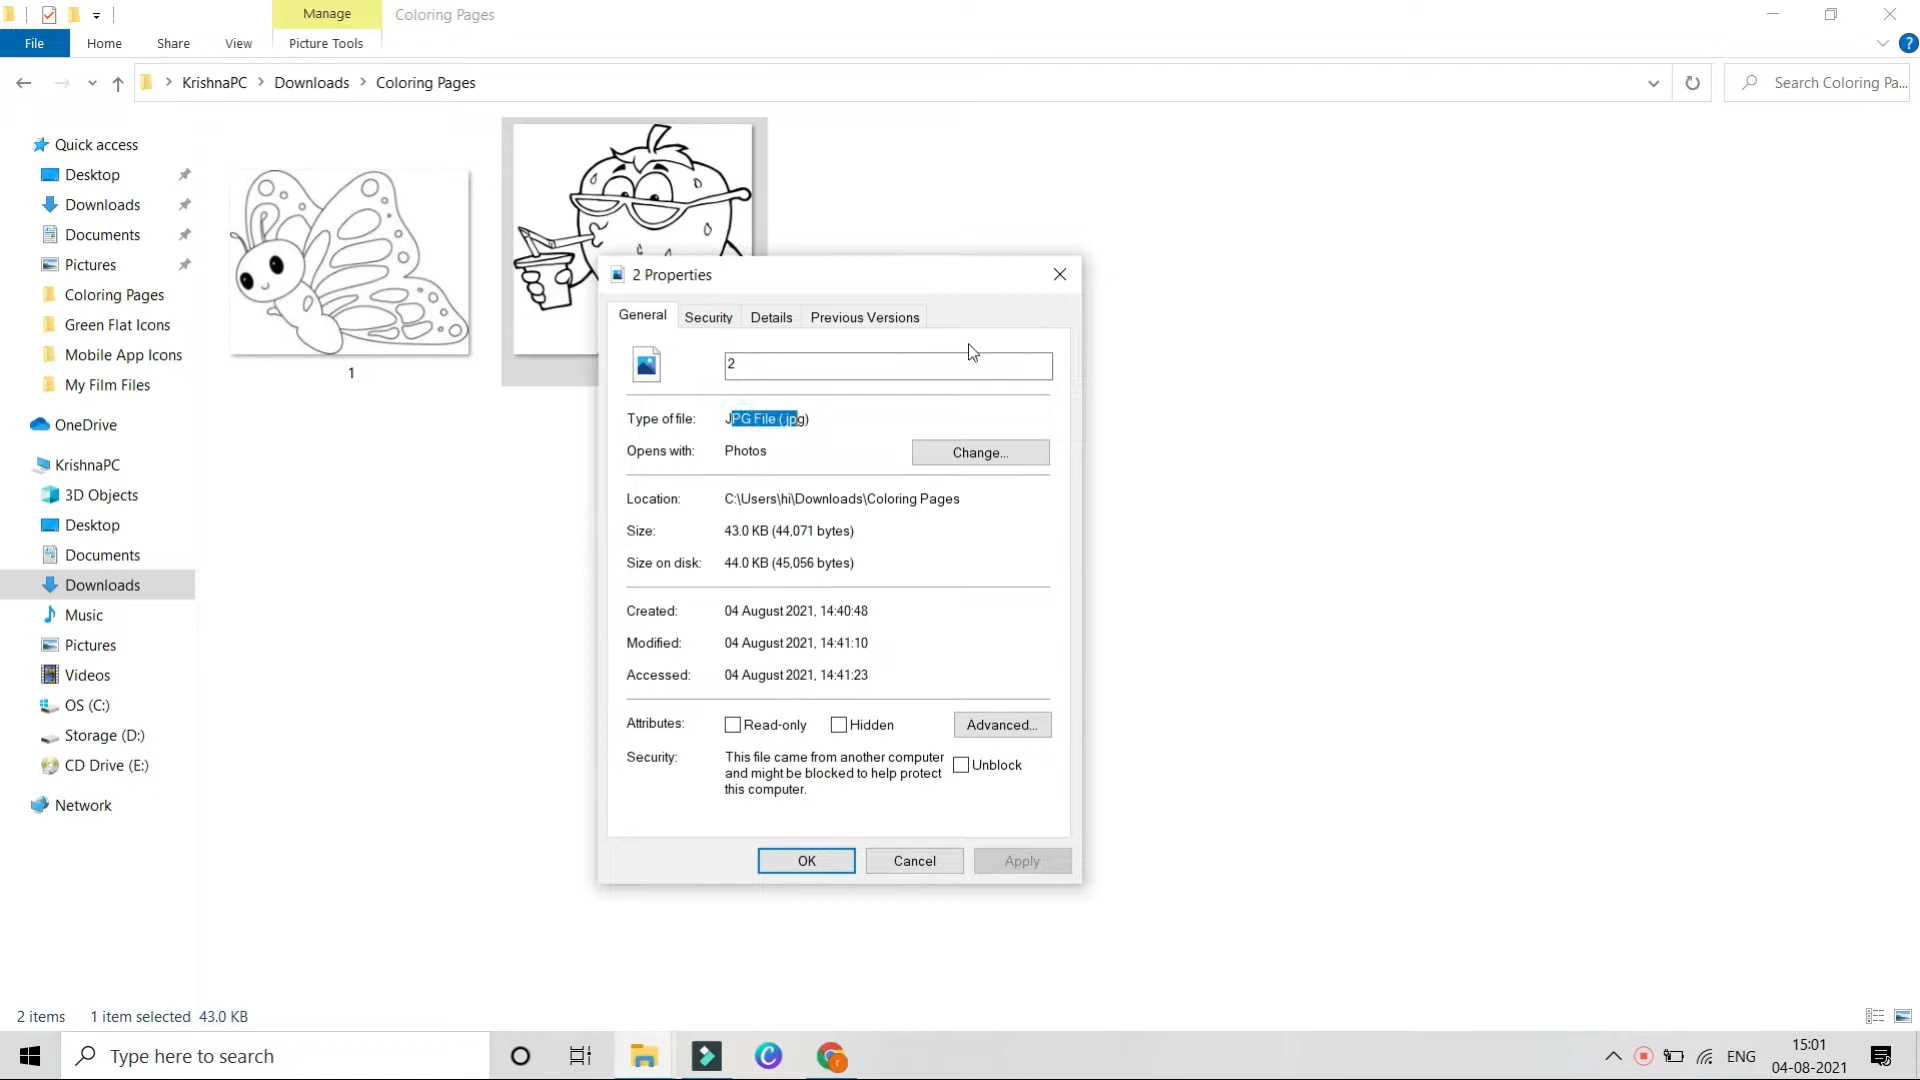 Manage
Coloring Pages
File
Home
Share
View
Picture Tools
?
KrishnaPC
Downloads
Coloring Pages
Search Coloring Pa...
Quick access
Desktop
Downloads
Documents
Pictures
Coloring Pages
Green Flat Icons
Mobile App Icons
My Film Files
OneDrive
KrishnaPC
3D Objects
Desktop
Documents
Downloads
Music
Pictures
Videos
OS (C:)
Storage (D:)
CD Drive (E:)
Network
1
2 Properties
General
Security
Details
Previous Versions
2
Type of file:
JPG File (.jpg)
Opens with:
Photos
Change...
Location:
C:\Users\hi\Downloads\Coloring Pages
Size:
43.0 KB (44,071 bytes)
Size on disk:
44.0 KB (45,056 bytes)
Created:
04 August 2021, 14:40:48
Modified:
04 August 2021, 14:41:10
Accessed:
04 August 2021, 14:41:23
Attributes:
Read-only
Hidden
Advanced...
Security:
This file came from another computer
and might be blocked to help protect
this computer.
Unblock
OK
Cancel
Apply
2 items
1 item selected
43.0 KB
Type here to search
ENG
15:01
04-08-2021